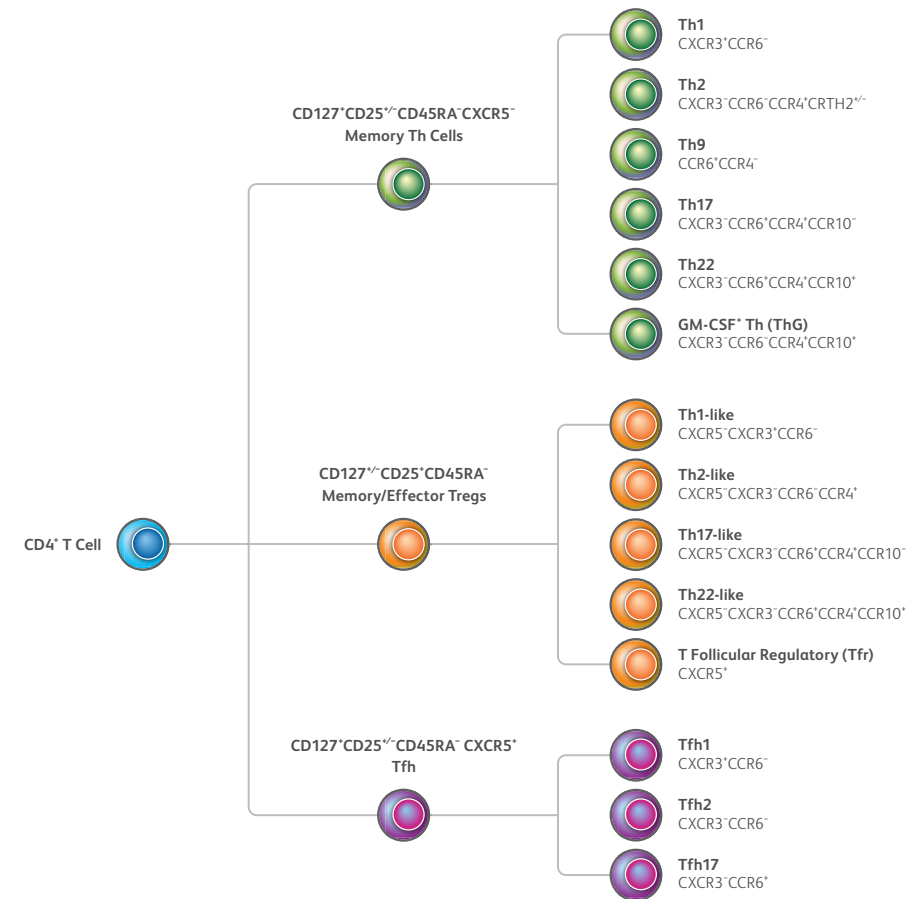 Th1
CXCR3⁺CCR6⁻
Th2
CXCR3⁻CCR6⁻CCR4⁺CRTH2⁺/⁻
CD127⁺CD25⁺/⁻CD45RA⁻CXCR5⁻
Memory Th Cells
Th9
CCR6⁺CCR4⁻
Th17
CXCR3⁻CCR6⁺CCR4⁺CCR10⁻
Th22
CXCR3⁻CCR6⁺CCR4⁺CCR10⁺
GM-CSF⁺ Th (ThG)
CXCR3⁻CCR6⁻CCR4⁺CCR10⁺
Th1-like
CXCR5⁻CXCR3⁺CCR6⁻
CD127⁺/⁻CD25⁺CD45RA⁻
Memory/Effector Tregs
Th2-like
CXCR5⁻CXCR3⁻CCR6⁻CCR4⁺
CD4⁺ T Cell
Th17-like
CXCR5⁻CXCR3⁻CCR6⁺CCR4⁺CCR10⁻
Th22-like
CXCR5⁻CXCR3⁻CCR6⁺CCR4⁺CCR10⁺
T Follicular Regulatory (Tfr)
CXCR5⁺
CD127⁺CD25⁺/⁻CD45RA⁻ CXCR5⁺
Tfh
Tfh1
CXCR3⁺CCR6⁻
Tfh2
CXCR3⁻CCR6⁻
Tfh17
CXCR3⁻CCR6⁺